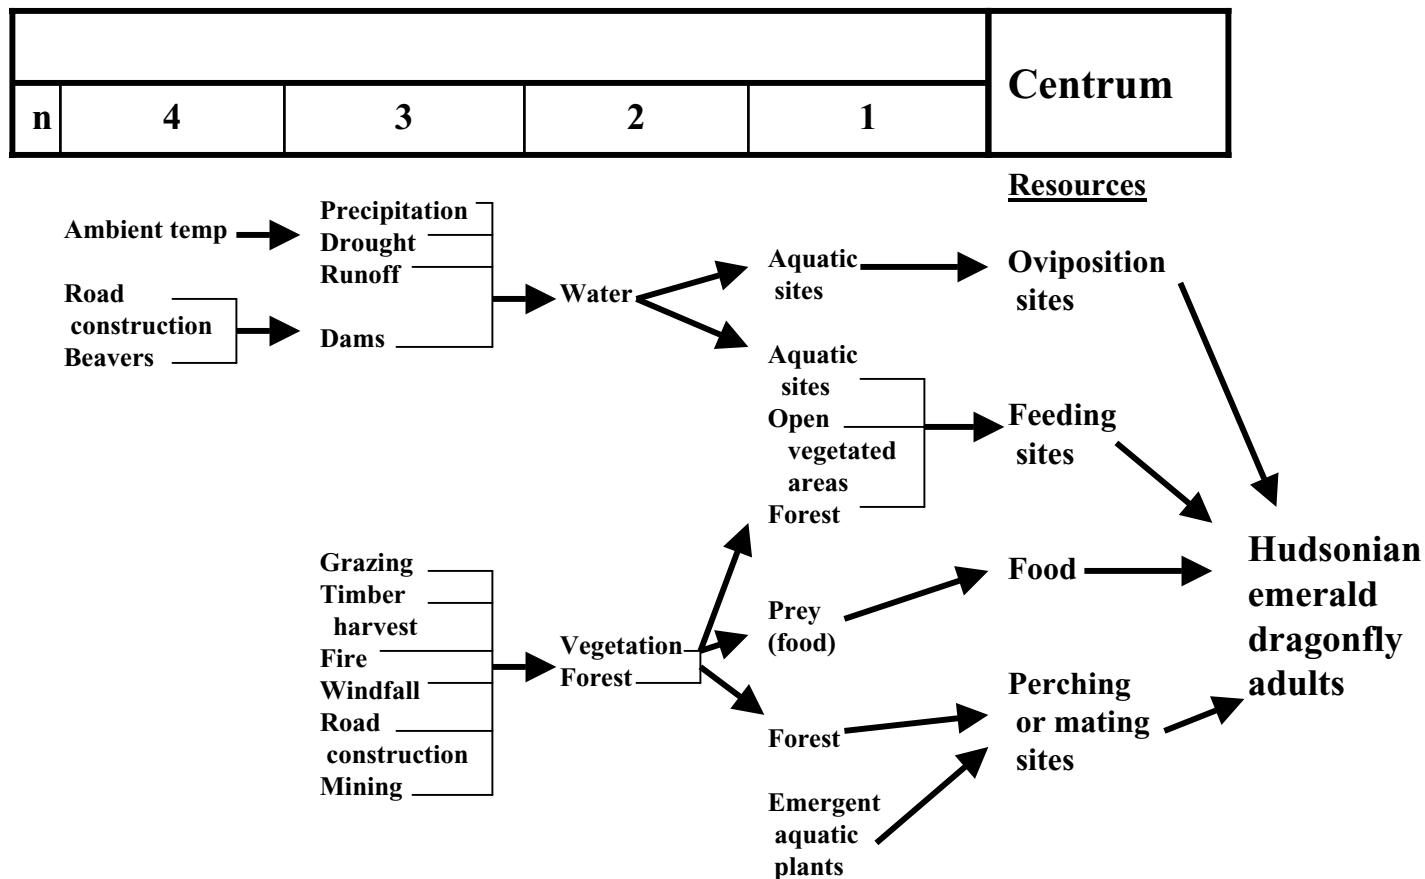 Centrum
n 4 3 2 1
Resources
Ambient temp
Road
construction
Beavers
Precipitation
Drought
Runoff
Dams
Water
Aquatic
sites
Oviposition
sites
Aquatic
sites
Open
vegetated
areas
Forest
Feeding
sites
Grazing
Timber
harvest
Fire
Windfall
Road
construction
Mining
Vegetation
Forest
Prey
(food)
Food
Forest
Emergent
aquatic
plants
Perching
or mating
sites
Hudsonian
emerald
dragonfly
adults